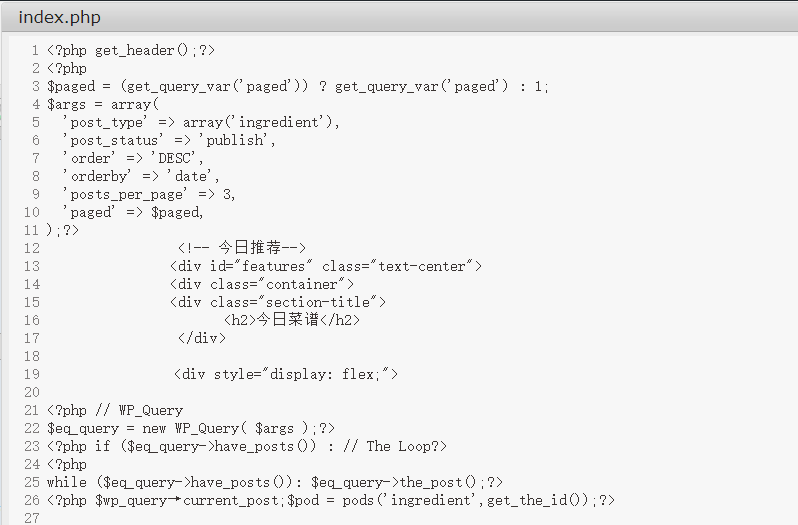 index.php
1 <?php get_header();?>
2 <?php
3 $paged = (get_query_var('paged')) ? get_query_var('paged') : 1;
4 $args = array(
5 'post_type' => array('ingredient'),
6 'post_status' => 'publish',
7 'order' => 'DESC',
8 'orderby' => 'date',
9 'posts_per_page' => 3,
10 'paged' => $paged,
11 );?>
12 <!-- 今日推荐-->
13 <div id="features" class="text-center">
14 <div class="container">
15 <div class="section-title">
16 <h2>今日菜谱</h2>
17 </div>
18
19 <div style="display: flex;">
20
21 <?php // WP_Query
22 $eq_query = new WP_Query( $args );?>
23 <?php if ($eq_query->have_posts()) : // The Loop?>
24 <?php
25 while ($eq_query->have_posts()): $eq_query->the_post();?>
26 <?php $wp_query→current_post;$pod = pods('ingredient',get_the_id());?>
27